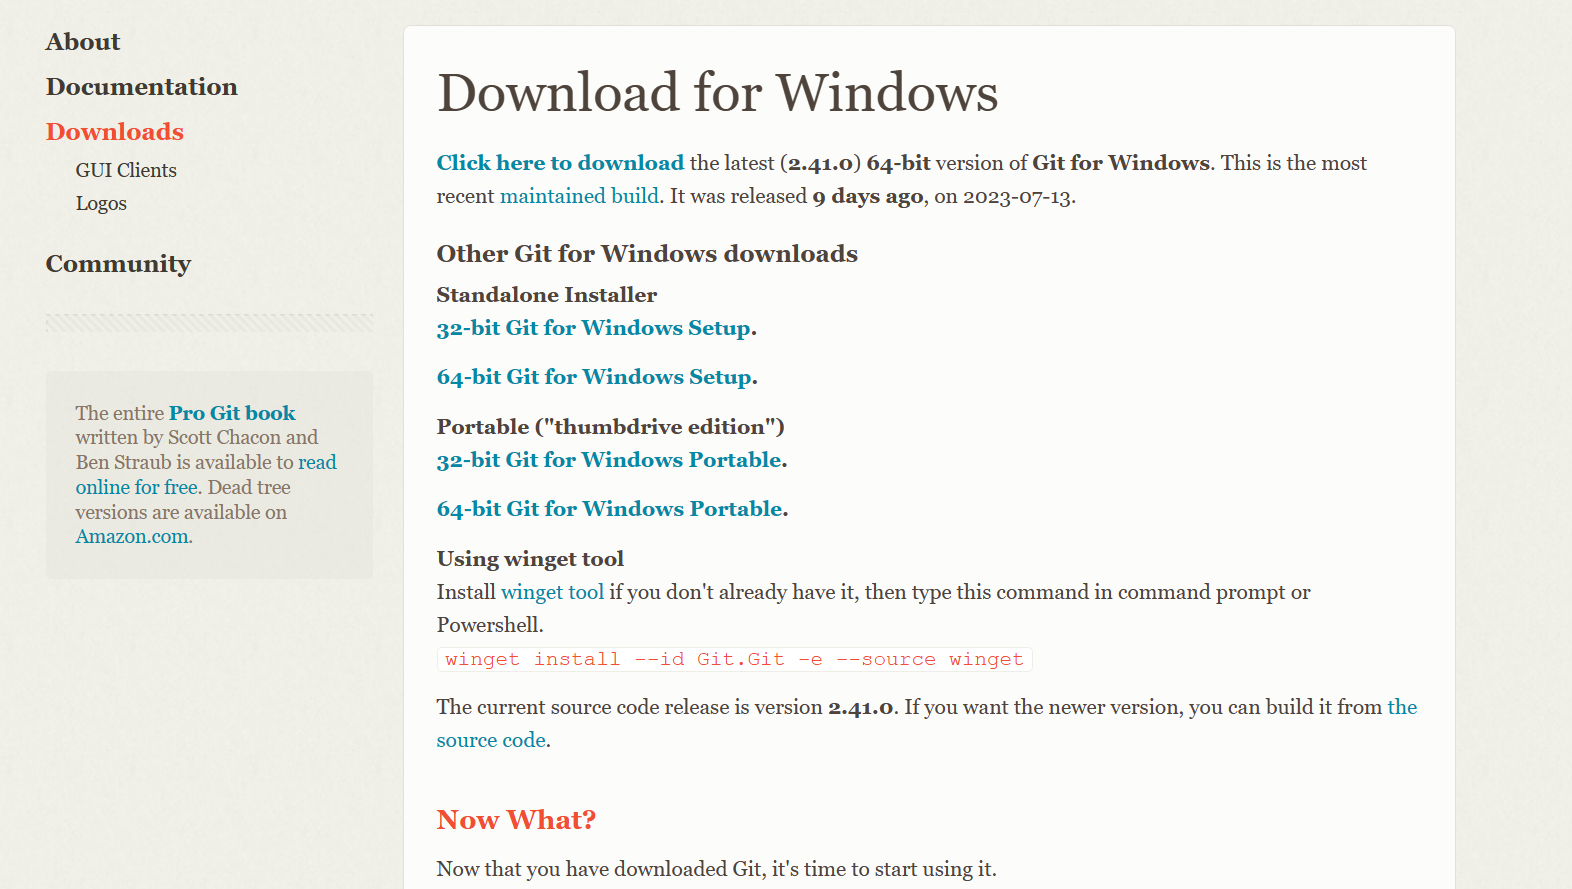 About
Documentation
Downloads
GUI Clients
Logos
Community
The entire Pro Git book
written by Scott Chacon and
Ben Straub is available to read
online for free. Dead tree
versions are available on
Amazon.com.
Download for Windows
Click here to download the latest (2.41.0) 64-bit version of Git for Windows. This is the most
recent maintained build. It was released 9 days ago, on 2023-07-13.
Other Git for Windows downloads
Standalone Installer
32-bit Git for Windows Setup.
64-bit Git for Windows Setup.
Portable ("thumbdrive edition")
32-bit Git for Windows Portable.
64-bit Git for Windows Portable.
Using winget tool
Install winget tool if you don't already have it, then type this command in command prompt or
Powershell.
winget install --id Git.Git -e --source winget
The current source code release is version 2.41.0. If you want the newer version, you can build it from the
source code.
Now What?
Now that you have downloaded Git, it's time to start using it.